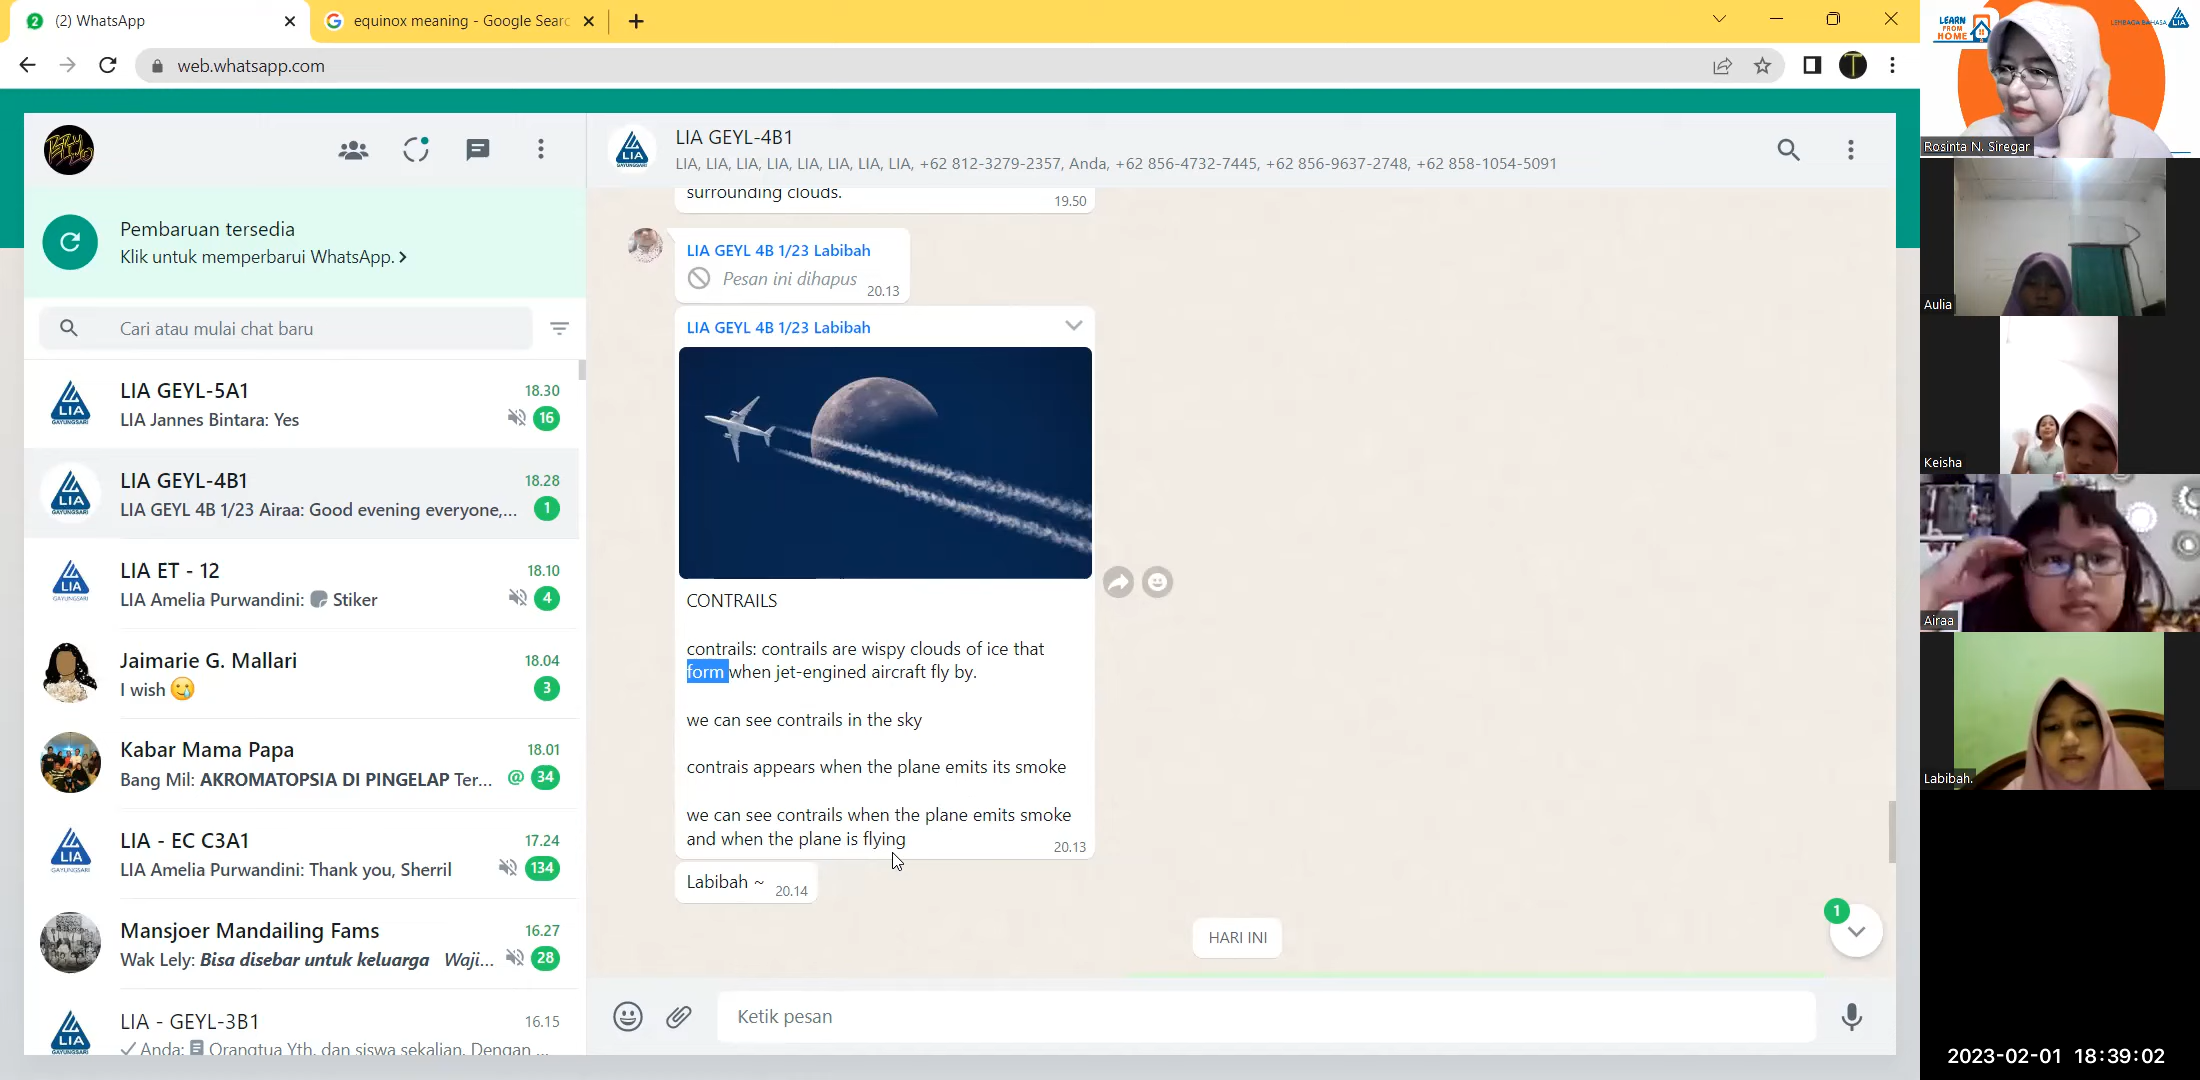 (2) WhatsApp
equinox meaning - Google Searc
web.whatsapp.com
LIA GEYL-4B1
LIA, LIA, LIA, LIA, LIA, LIA, LIA, LIA, +62 812-3279-2357, Anda, +62 856-4732-7445, +62 856-9637-2748, +62 858-1054-5091
Pembaruan tersedia
Klik untuk memperbarui WhatsApp.
Cari atau mulai chat baru
LIA GEYL-5A1
18.30
LIA Jannes Bintara: Yes
16
LIA GEYL-4B1
18.28
LIA GEYL 4B 1/23 Airaa: Good evening everyone,...
1
LIA ET - 12
18.10
LIA Amelia Purwandini: Stiker
4
Jaimarie G. Mallari
18.04
I wish
3
Kabar Mama Papa
18.01
Bang Mil: AKROMATOPSIA DI PINGELAP Ter...
@ 34
LIA - EC C3A1
17.24
LIA Amelia Purwandini: Thank you, Sherril
134
Mansjoer Mandailing Fams
16.27
Wak Lely: Bisa disebar untuk keluarga Waji...
28
LIA - GEYL-3B1
16.15
Anda: Orangtua Yth. dan siswa sekalian. Dengan ...
surrounding clouds.
19.50
LIA GEYL 4B 1/23 Labibah
Pesan ini dihapus
20.13
LIA GEYL 4B 1/23 Labibah
CONTRAILS
contrails: contrails are wispy clouds of ice that
form when jet-engined aircraft fly by.
we can see contrails in the sky
contrais appears when the plane emits its smoke
we can see contrails when the plane emits smoke
and when the plane is flying
20.13
Labibah ~
20.14
HARI INI
1
Ketik pesan
LEARN
FROM
HOME
LEMBAGA BAHASA LIA
Rosinta N. Siregar
Aulia
Keisha
Airaa
Labibah.
2023-02-01 18:39:02